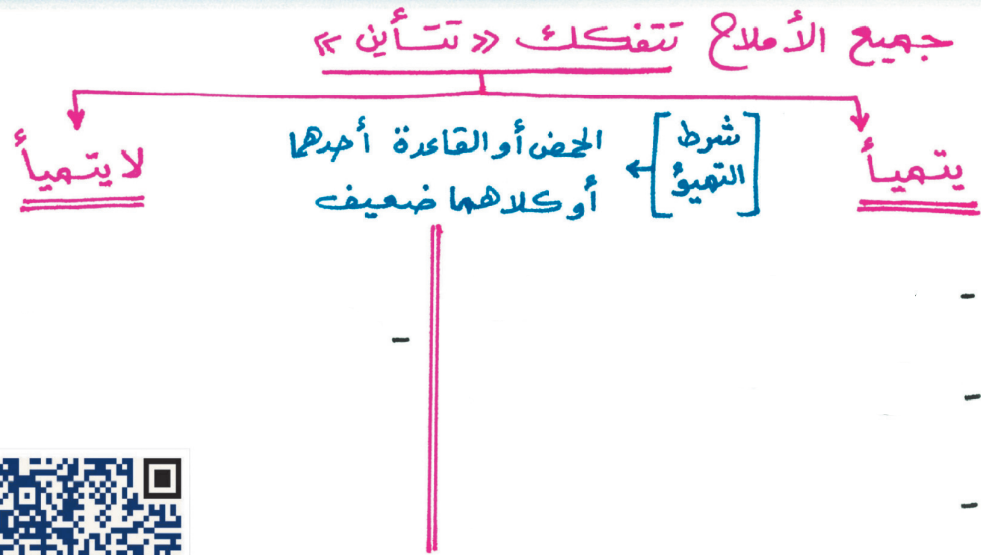 جميع الأملاح تتفكك «تتأين»
يتميأ
[شرط التميؤ] ← الحمض أو القاعدة أحدهما أو كلاهما ضعيف
لا يتميأ
-
-
-
-